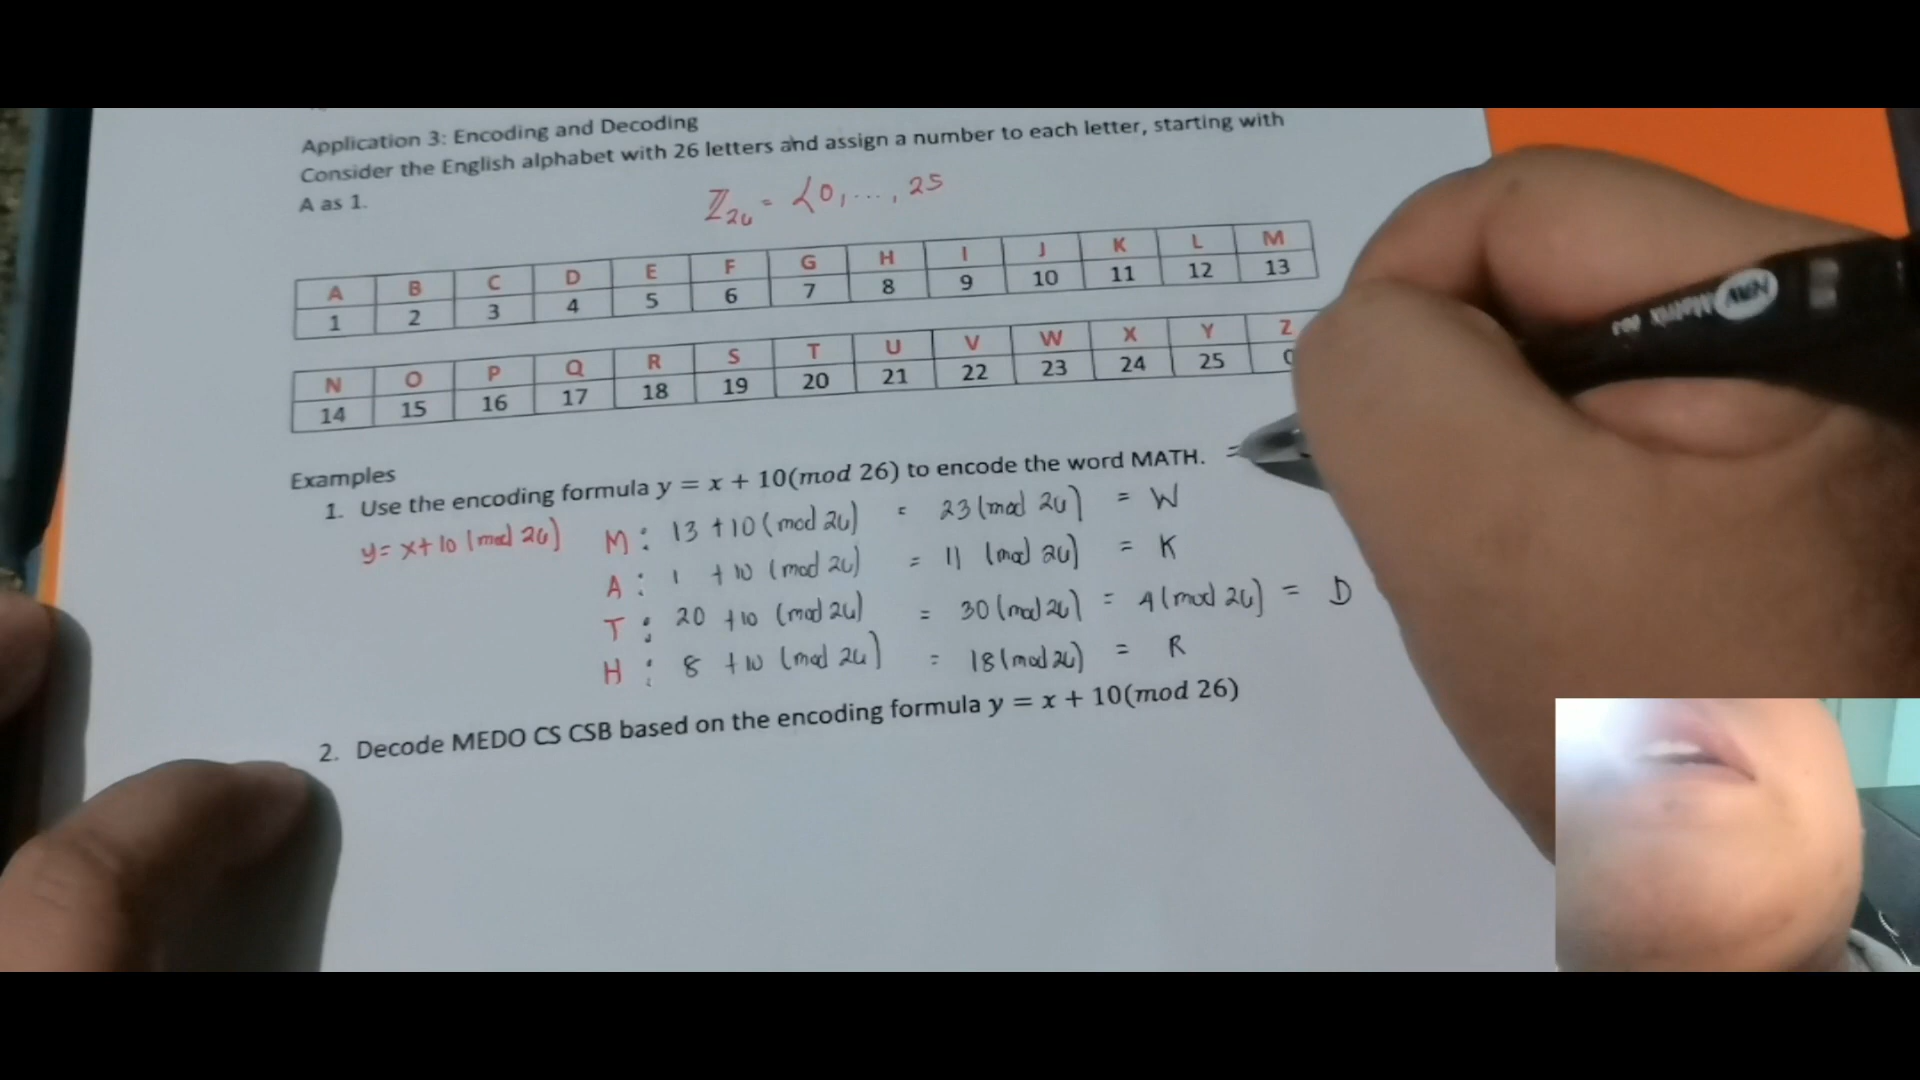 Application 3: Encoding and Decoding
Consider the English alphabet with 26 letters and assign a number to each letter, starting with
A as 1.
Z26 = {0, ..., 25
A B C D E F G H I J K L M
1 2 3 4 5 6 7 8 9 10 11 12 13
N O P Q R S T U V W X Y Z
14 15 16 17 18 19 20 21 22 23 24 25 0
Examples
1. Use the encoding formula y = x + 10(mod 26) to encode the word MATH. =
y = x + 10 (mod 26) M : 13 + 10 (mod 26) = 23 (mod 26) = W
A : 1 + 10 (mod 26) = 11 (mod 26) = K
T : 20 + 10 (mod 26) = 30 (mod 26) = 4 (mod 26) = D
H : 8 + 10 (mod 26) = 18 (mod 26) = R
2. Decode MEDO CS CSB based on the encoding formula y = x + 10(mod 26)